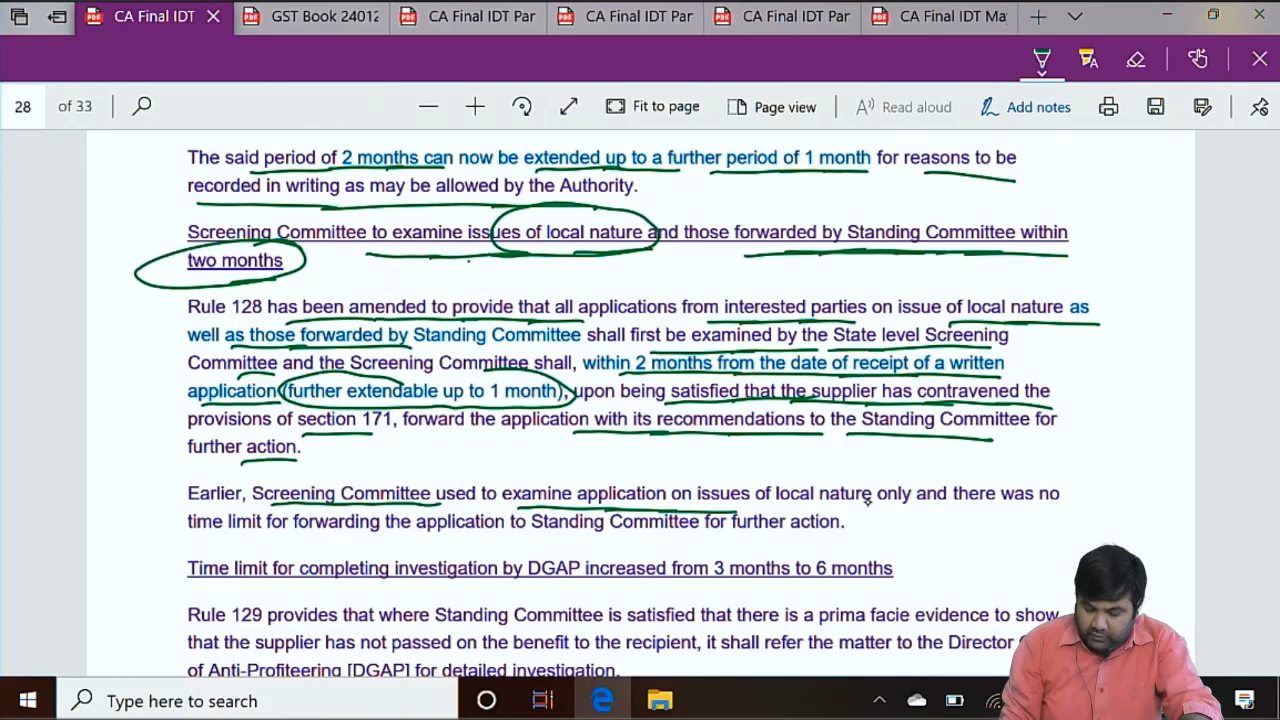 CA Final IDT
GST Book 24012
CA Final IDT Par
CA Final IDT Par
CA Final IDT Par
CA Final IDT Ma
28 of 33
Fit to page
Page view
Read aloud
Add notes
The said period of 2 months can now be extended up to a further period of 1 month for reasons to be
recorded in writing as may be allowed by the Authority.
Screening Committee to examine issues of local nature and those forwarded by Standing Committee within
two months
Rule 128 has been amended to provide that all applications from interested parties on issue of local nature as
well as those forwarded by Standing Committee shall first be examined by the State level Screening
Committee and the Screening Committee shall, within 2 months from the date of receipt of a written
application (further extendable up to 1 month), upon being satisfied that the supplier has contravened the
provisions of section 171, forward the application with its recommendations to the Standing Committee for
further action.
Earlier, Screening Committee used to examine application on issues of local nature only and there was no
time limit for forwarding the application to Standing Committee for further action.
Time limit for completing investigation by DGAP increased from 3 months to 6 months
Rule 129 provides that where Standing Committee is satisfied that there is a prima facie evidence to show
that the supplier has not passed on the benefit to the recipient, it shall refer the matter to the Director
of Anti-Profiteering [DGAP] for detailed investigation.
Type here to search